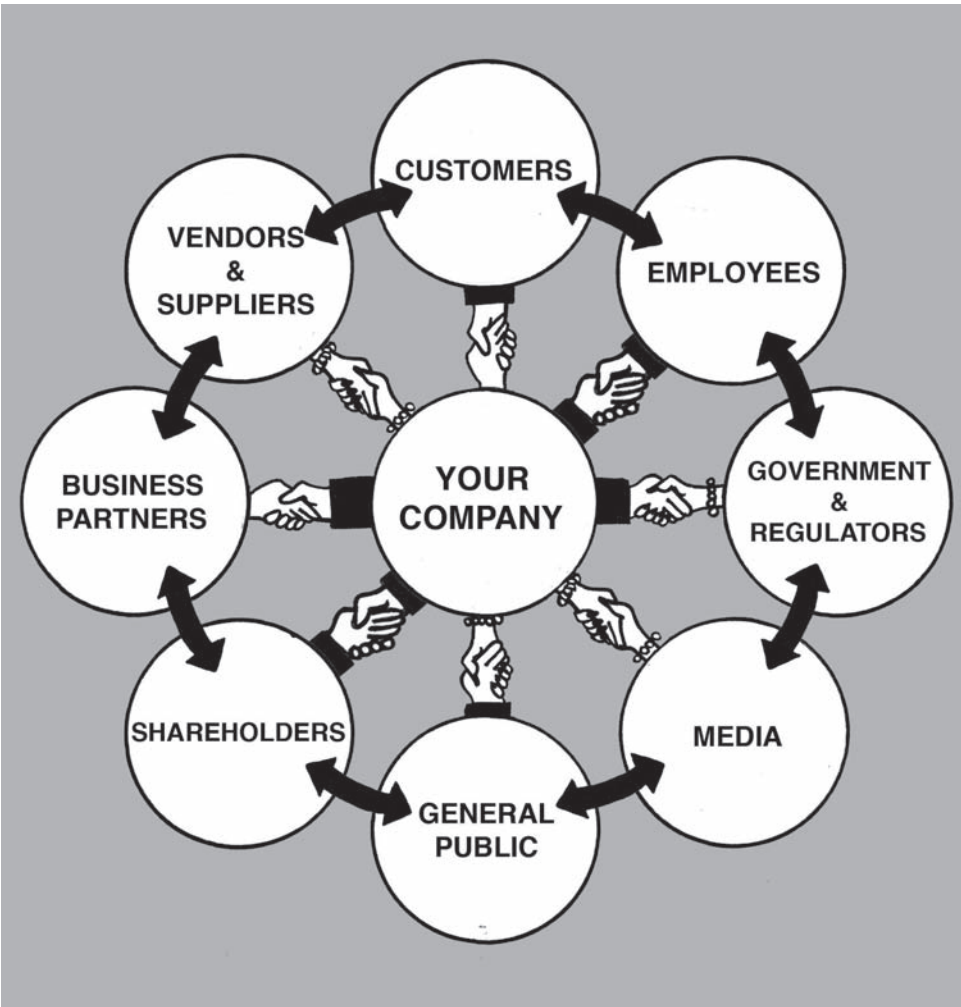 CUSTOMERS
EMPLOYEES
GOVERNMENT
&
REGULATORS
MEDIA
GENERAL
PUBLIC
SHAREHOLDERS
BUSINESS
PARTNERS
VENDORS
&
SUPPLIERS
YOUR
COMPANY